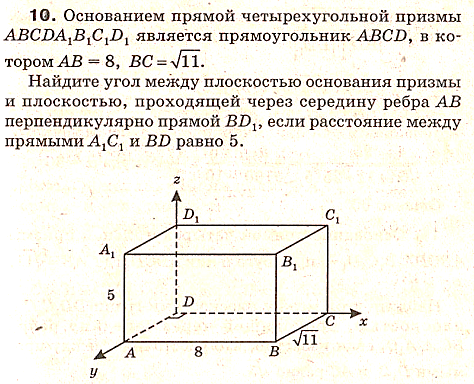 10. Основанием прямой четырехугольной призмы
ABCDA₁B₁C₁D₁ является прямоугольник ABCD, в ко-
тором AB = 8, BC = √11.
Найдите угол между плоскостью основания призмы
и плоскостью, проходящей через середину ребра AB
перпендикулярно прямой BD₁, если расстояние между
прямыми A₁C₁ и BD равно 5.
z
D₁
C₁
A₁
B₁
5
D
C
x
√11
A
8
B
y